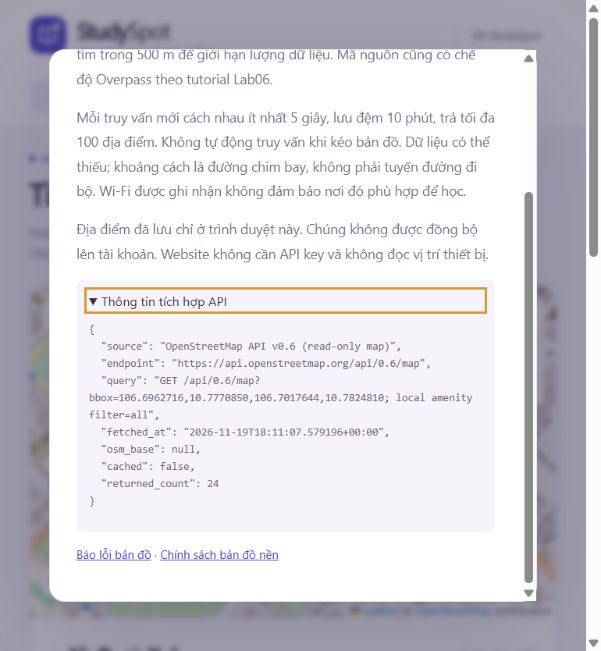 StudySpot
tìm trong 500 m để giới hạn lượng dữ liệu. Mã nguồn cũng có chế
độ Overpass theo tutorial Lab06.
Mỗi truy vấn mới cách nhau ít nhất 5 giây, lưu đệm 10 phút, trả tối đa
100 địa điểm. Không tự động truy vấn khi kéo bản đồ. Dữ liệu có thể
thiếu; khoảng cách là đường chim bay, không phải tuyến đường đi
bộ. Wi-Fi được ghi nhận không đảm bảo nơi đó phù hợp để học.
Địa điểm đã lưu chỉ ở trình duyệt này. Chúng không được đồng bộ
lên tài khoản. Website không cần API key và không đọc vị trí thiết bị.
▼ Thông tin tích hợp API
{
"source": "OpenStreetMap API v0.6 (read-only map)",
"endpoint": "https://api.openstreetmap.org/api/0.6/map",
"query": "GET /api/0.6/map?
bbox=106.6962716,10.7770850,106.7017644,10.7824810; local amenity
filter=all",
"fetched_at": "2026-11-19T18:11:07.579196+00:00",
"osm_base": null,
"cached": false,
"returned_count": 24
}
Báo lỗi bản đồ · Chính sách bản đồ nền